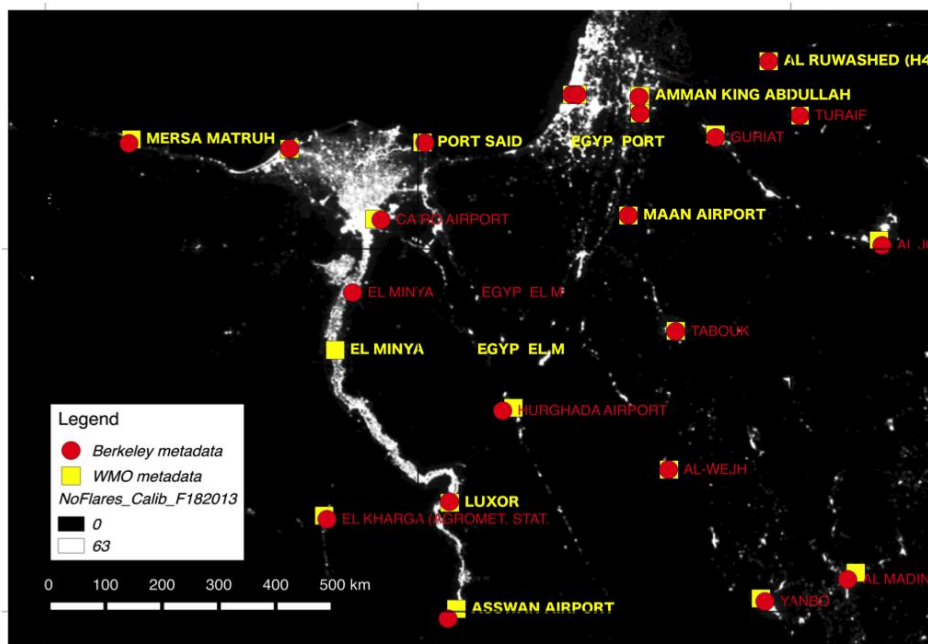 AL RUWASHED (H4
AMMAN KING ABDULLAH
TURAIF
MERSA MATRUH
PORT SAID
EGYP PORT
GURIAT
CAIRO AIRPORT
MAAN AIRPORT
EL MINYA EGYP EL M
TABOUK
EL MINYA EGYP EL M
HURGHADA AIRPORT
AL-WEJH
LUXOR
EL KHARGA (AGROMET. STAT.
AL MADIN
YANBO
ASSWAN AIRPORT
Legend
Berkeley metadata
WMO metadata
NoFlares_Calib_F182013
0
63
0 100 200 300 400 500 km